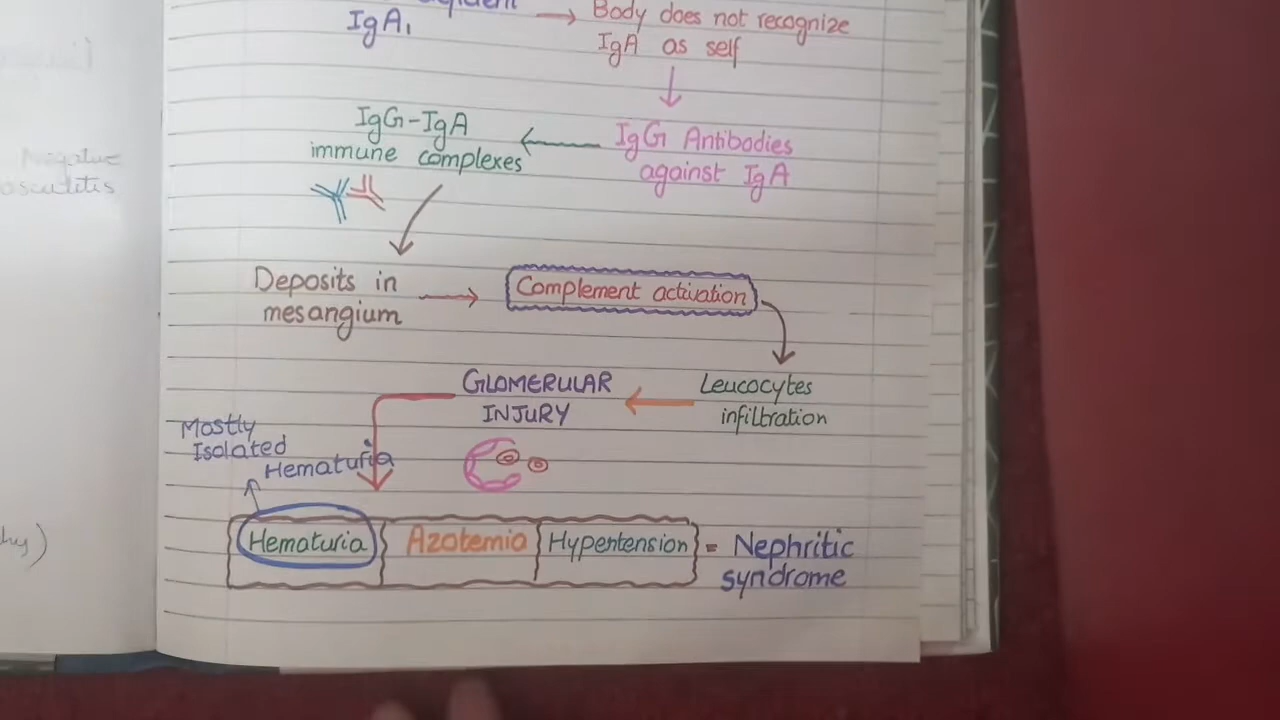 IgA₁
→ Body does not recognize
IgA as self
IgG-IgA
immune complexes
IgG Antibodies
against IgA
Negative
Deposits in
mesangium
Complement activation
GLOMERULAR
INJURY
Leucocytes
infiltration
Mostly
Isolated
Hematuria
Hematuria
Azotemia
Hypertension
= Nephritic
syndrome